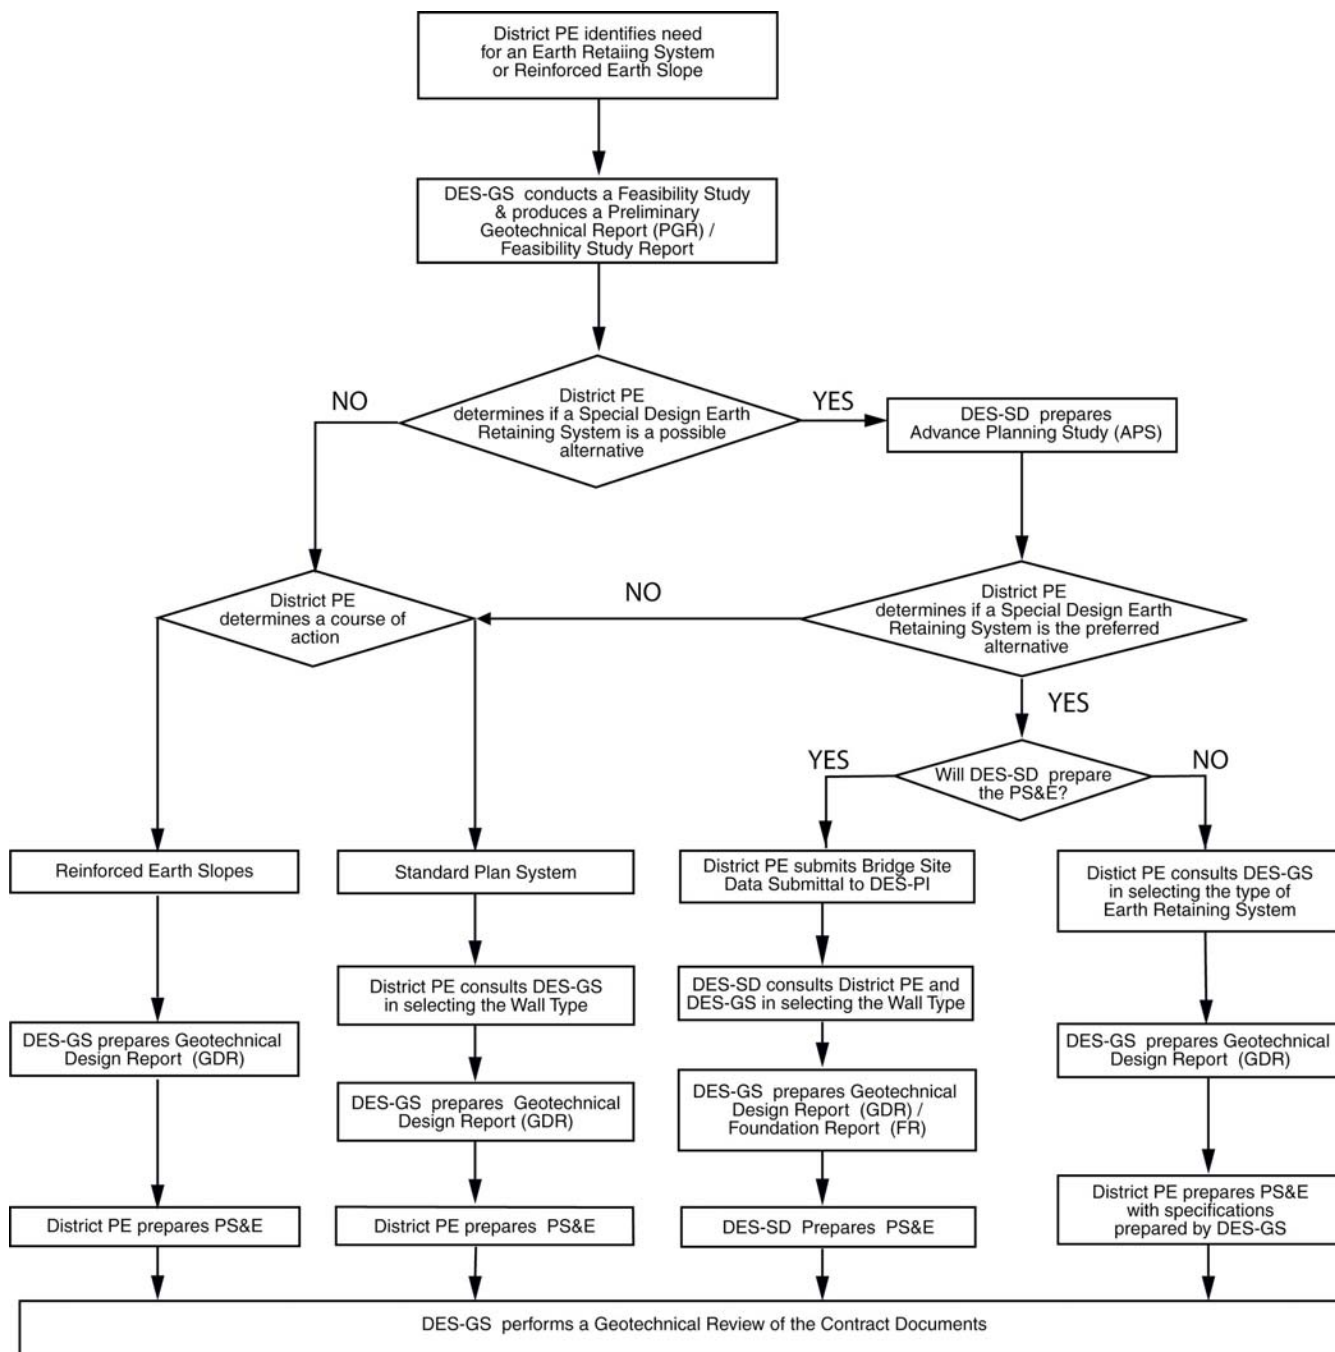 District PE identifies need
for an Earth Retaiing System
or Reinforced Earth Slope
DES-GS conducts a Feasibility Study
& produces a Preliminary
Geotechnical Report (PGR) /
Feasibility Study Report
District PE
determines if a Special Design Earth
Retaining System is a possible
alternative
NO
YES
DES-SD prepares
Advance Planning Study (APS)
District PE
determines a course of
action
NO
District PE
determines if a Special Design Earth
Retaining System is the preferred
alternative
YES
Will DES-SD prepare
the PS&E?
YES
NO
Reinforced Earth Slopes
Standard Plan System
District PE submits Bridge Site
Data Submittal to DES-PI
Distict PE consults DES-GS
in selecting the type of
Earth Retaining System
District PE consults DES-GS
in selecting the Wall Type
DES-SD consults District PE and
DES-GS in selecting the Wall Type
DES-GS prepares Geotechnical
Design Report (GDR)
DES-GS prepares Geotechnical
Design Report (GDR)
DES-GS prepares Geotechnical
Design Report (GDR) /
Foundation Report (FR)
DES-GS prepares Geotechnical
Design Report (GDR)
District PE prepares PS&E
District PE prepares PS&E
DES-SD Prepares PS&E
District PE prepares PS&E
with specifications
prepared by DES-GS
DES-GS performs a Geotechnical Review of the Contract Documents